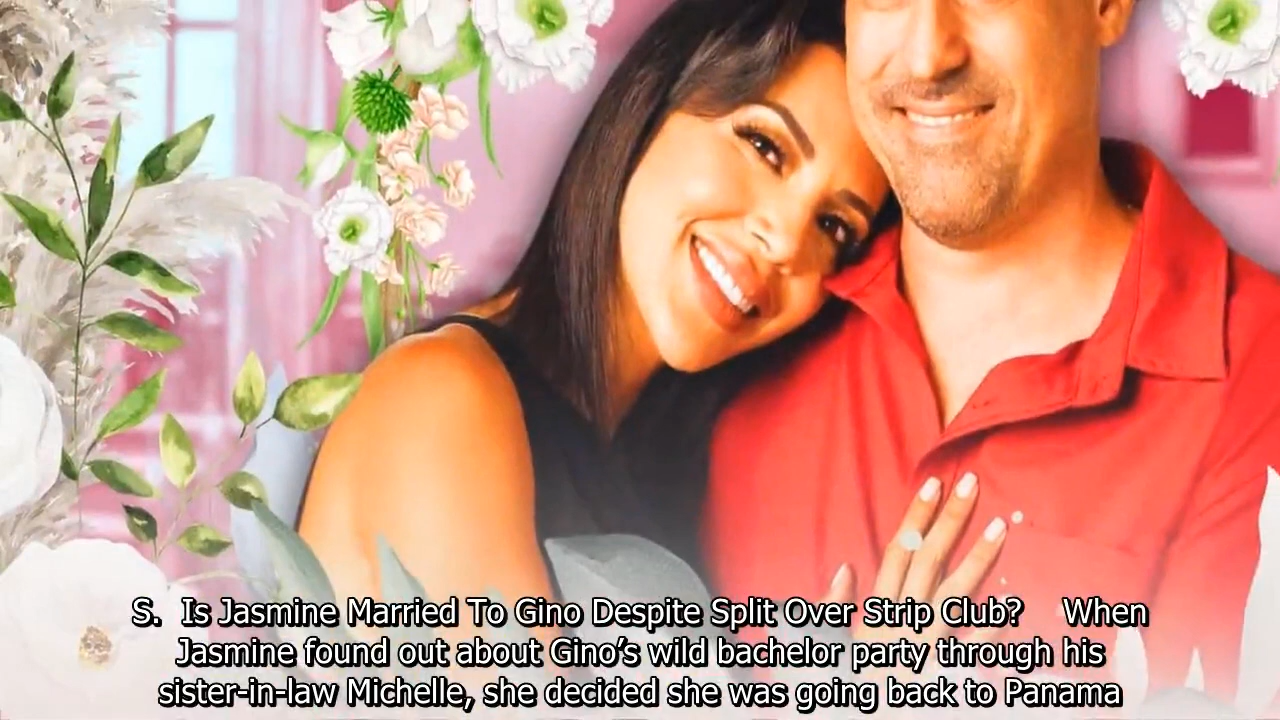 S. Is Jasmine Married To Gino Despite Split Over Strip Club? When
Jasmine found out about Gino’s wild bachelor party through his
sister-in-law Michelle, she decided she was going back to Panama